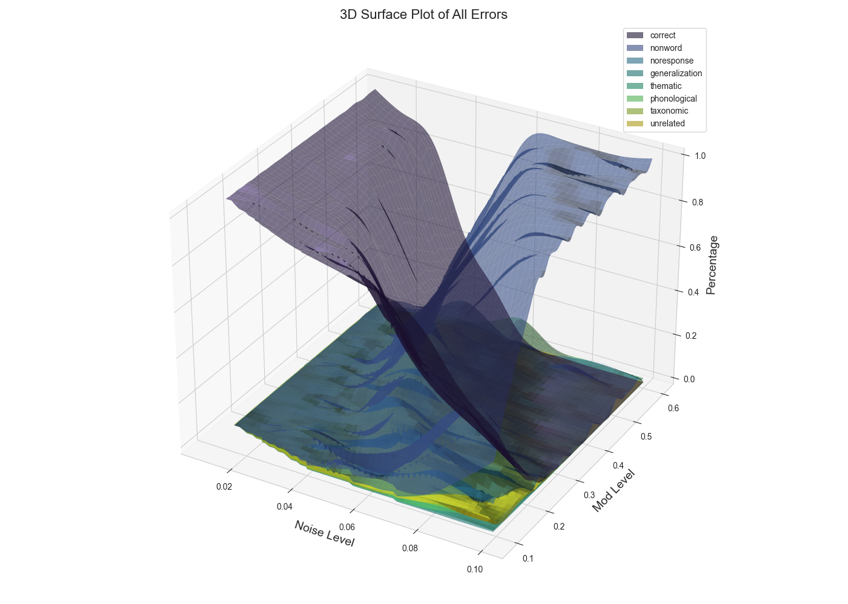 3D Surface Plot of All Errors
correct
nonword
noresponse
generalization
thematic
phonological
taxonomic
unrelated
1.0
0.8
0.6
0.4
0.2
0.0
Percentage
0.6
0.5
0.4
0.3
0.2
0.1
Mod Level
0.02
0.04
0.06
0.08
0.10
Noise Level